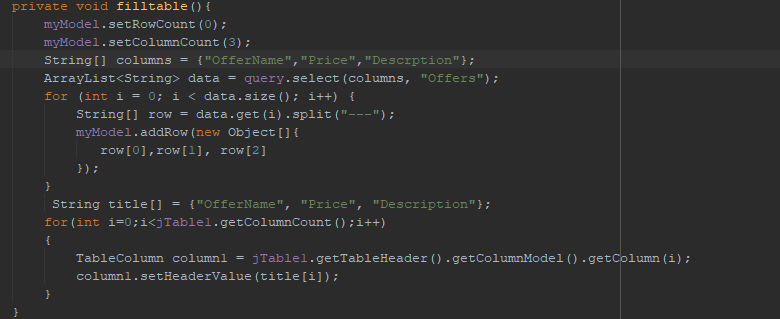 private void filltable(){
myModel.setRowCount(0);
myModel.setColumnCount(3);
String[] columns = {"OfferName","Price","Descrption"};
ArrayList<String> data = query.select(columns, "Offers");
for (int i = 0; i < data.size(); i++) {
String[] row = data.get(i).split("---");
myModel.addRow(new Object[]{
row[0],row[1], row[2]
});
}
String title[] = {"OfferName", "Price", "Description"};
for(int i=0;i<jTable1.getColumnCount();i++)
{
TableColumn column1 = jTable1.getTableHeader().getColumnModel().getColumn(i);
column1.setHeaderValue(title[i]);
}
}